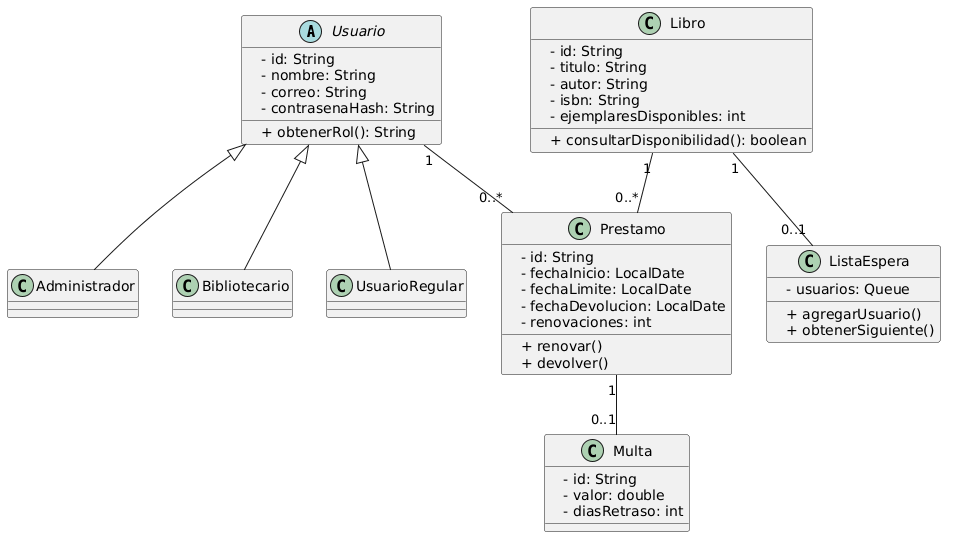 A Usuario
- id: String
- nombre: String
- correo: String
- contrasenaHash: String
+ obtenerRol(): String
C Libro
- id: String
- titulo: String
- autor: String
- isbn: String
- ejemplaresDisponibles: int
+ consultarDisponibilidad(): boolean
1
0..*
1
0..*
1
0..1
C Administrador
C Bibliotecario
C UsuarioRegular
C Prestamo
- id: String
- fechaInicio: LocalDate
- fechaLimite: LocalDate
- fechaDevolucion: LocalDate
- renovaciones: int
+ renovar()
+ devolver()
C ListaEspera
- usuarios: Queue
+ agregarUsuario()
+ obtenerSiguiente()
1
0..1
C Multa
- id: String
- valor: double
- diasRetraso: int